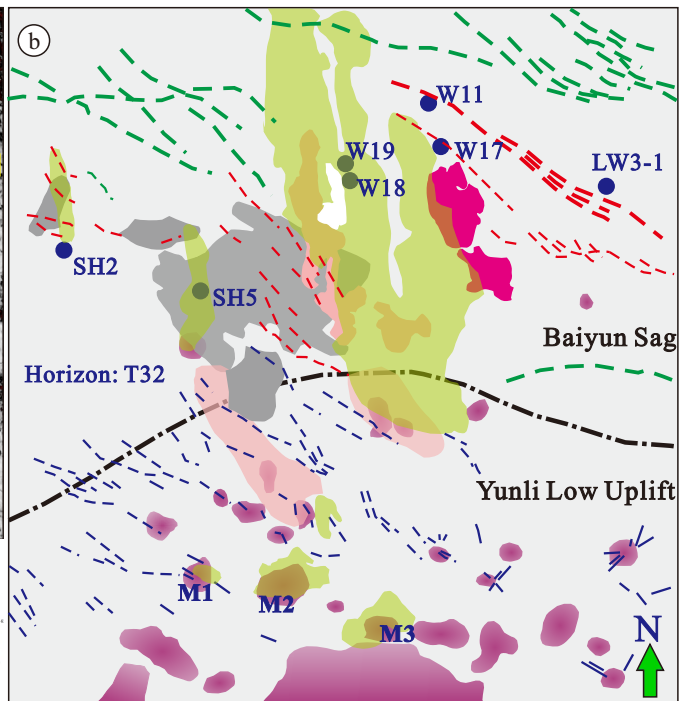 b
W11
W19
W17
W18
LW3-1
SH2
SH5
Baiyun Sag
Horizon: T32
Yunli Low Uplift
M1
M2
M3
N